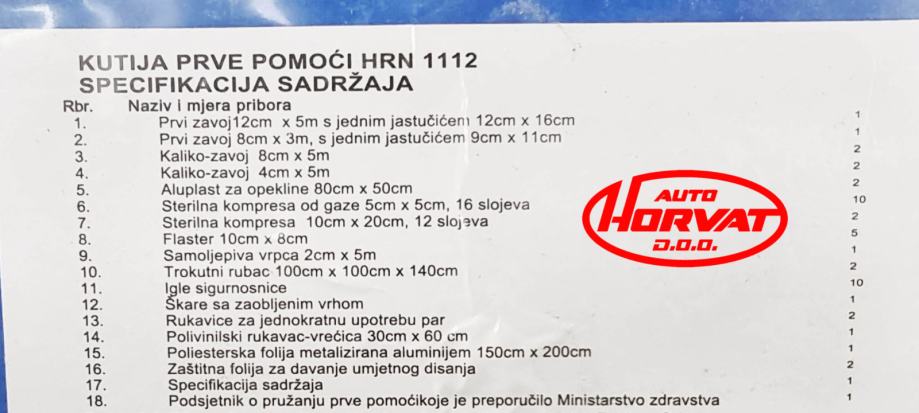 KUTIJA PRVE POMOĆI HRN 1112
SPECIFIKACIJA SADRŽAJA
Rbr. Naziv i mjera pribora
1. Prvi zavoj12cm x 5m s jednim jastučićem 12cm x 16cm 1
2. Prvi zavoj 8cm x 3m, s jednim jastučićem 9cm x 11cm 1
3. Kaliko-zavoj 8cm x 5m 2
4. Kaliko-zavoj 4cm x 5m 2
5. Aluplast za opekline 80cm x 50cm 2
6. Sterilna kompresa od gaze 5cm x 5cm, 16 slojeva 10
7. Sterilna kompresa 10cm x 20cm, 12 slojeva 2
8. Flaster 10cm x 8cm 5
9. Samoljepiva vrpca 2cm x 5m 1
10. Trokutni rubac 100cm x 100cm x 140cm 2
11. Igle sigurnosnice 10
12. Škare sa zaobljenim vrhom 1
13. Rukavice za jednokratnu upotrebu par 2
14. Polivinilski rukavac-vrećica 30cm x 60 cm 1
15. Poliesterska folija metalizirana aluminijem 150cm x 200cm 1
16. Zaštitna folija za davanje umjetnog disanja 2
17. Specifikacija sadržaja 1
18. Podsjetnik o pružanju prve pomoćikoje je preporučilo Ministarstvo zdravstva 1
AUTO
HORVAT
D.O.O.